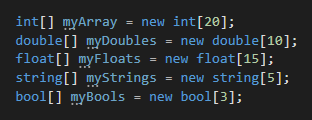 int[] myArray = new int[20];
double[] myDoubles = new double[10];
float[] myFloats = new float[15];
string[] myStrings = new string[5];
bool[] myBools = new bool[3];